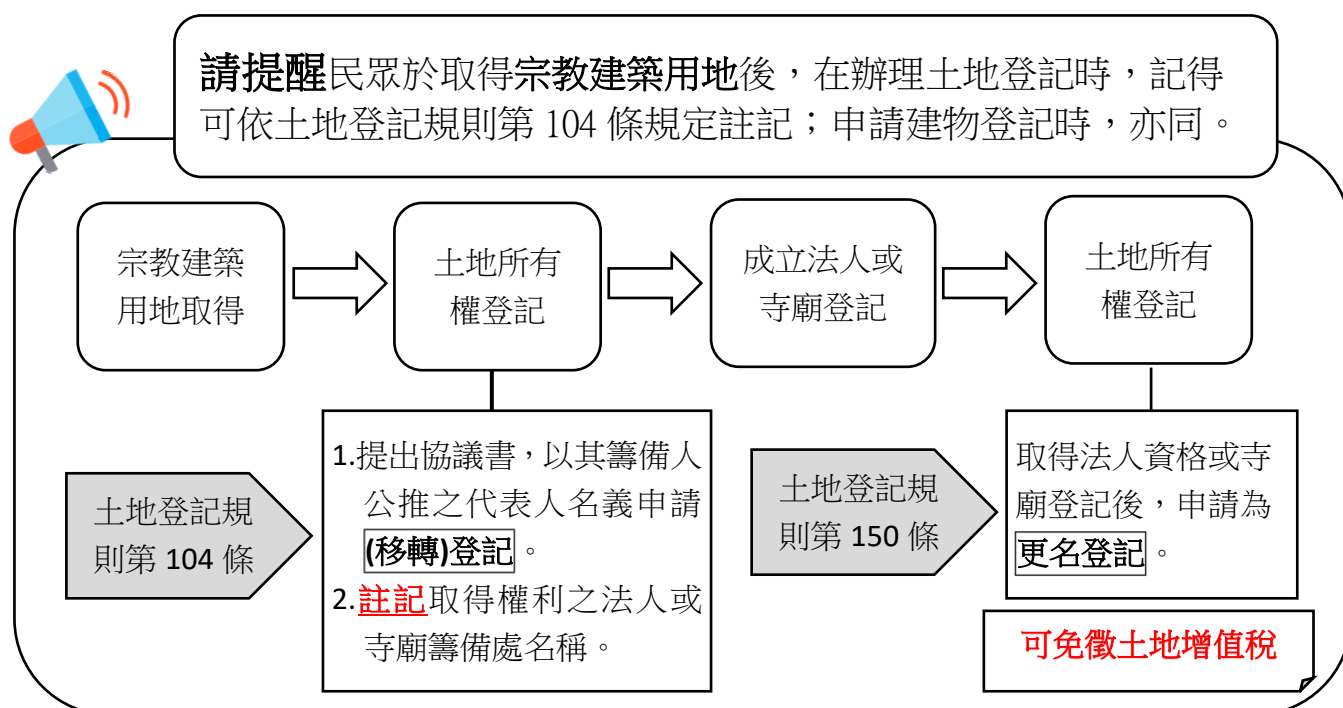 請提醒民眾於取得宗教建築用地後，在辦理土地登記時，記得
可依土地登記規則第 104 條規定註記；申請建物登記時，亦同。
宗教建築
用地取得
土地所有
權登記
成立法人或
寺廟登記
土地所有
權登記
土地登記規
則第 104 條
1.提出協議書，以其籌備人
公推之代表人名義申請
(移轉)登記。
2.註記取得權利之法人或
寺廟籌備處名稱。
土地登記規
則第 150 條
取得法人資格或寺
廟登記後，申請為
更名登記。
可免徵土地增值稅